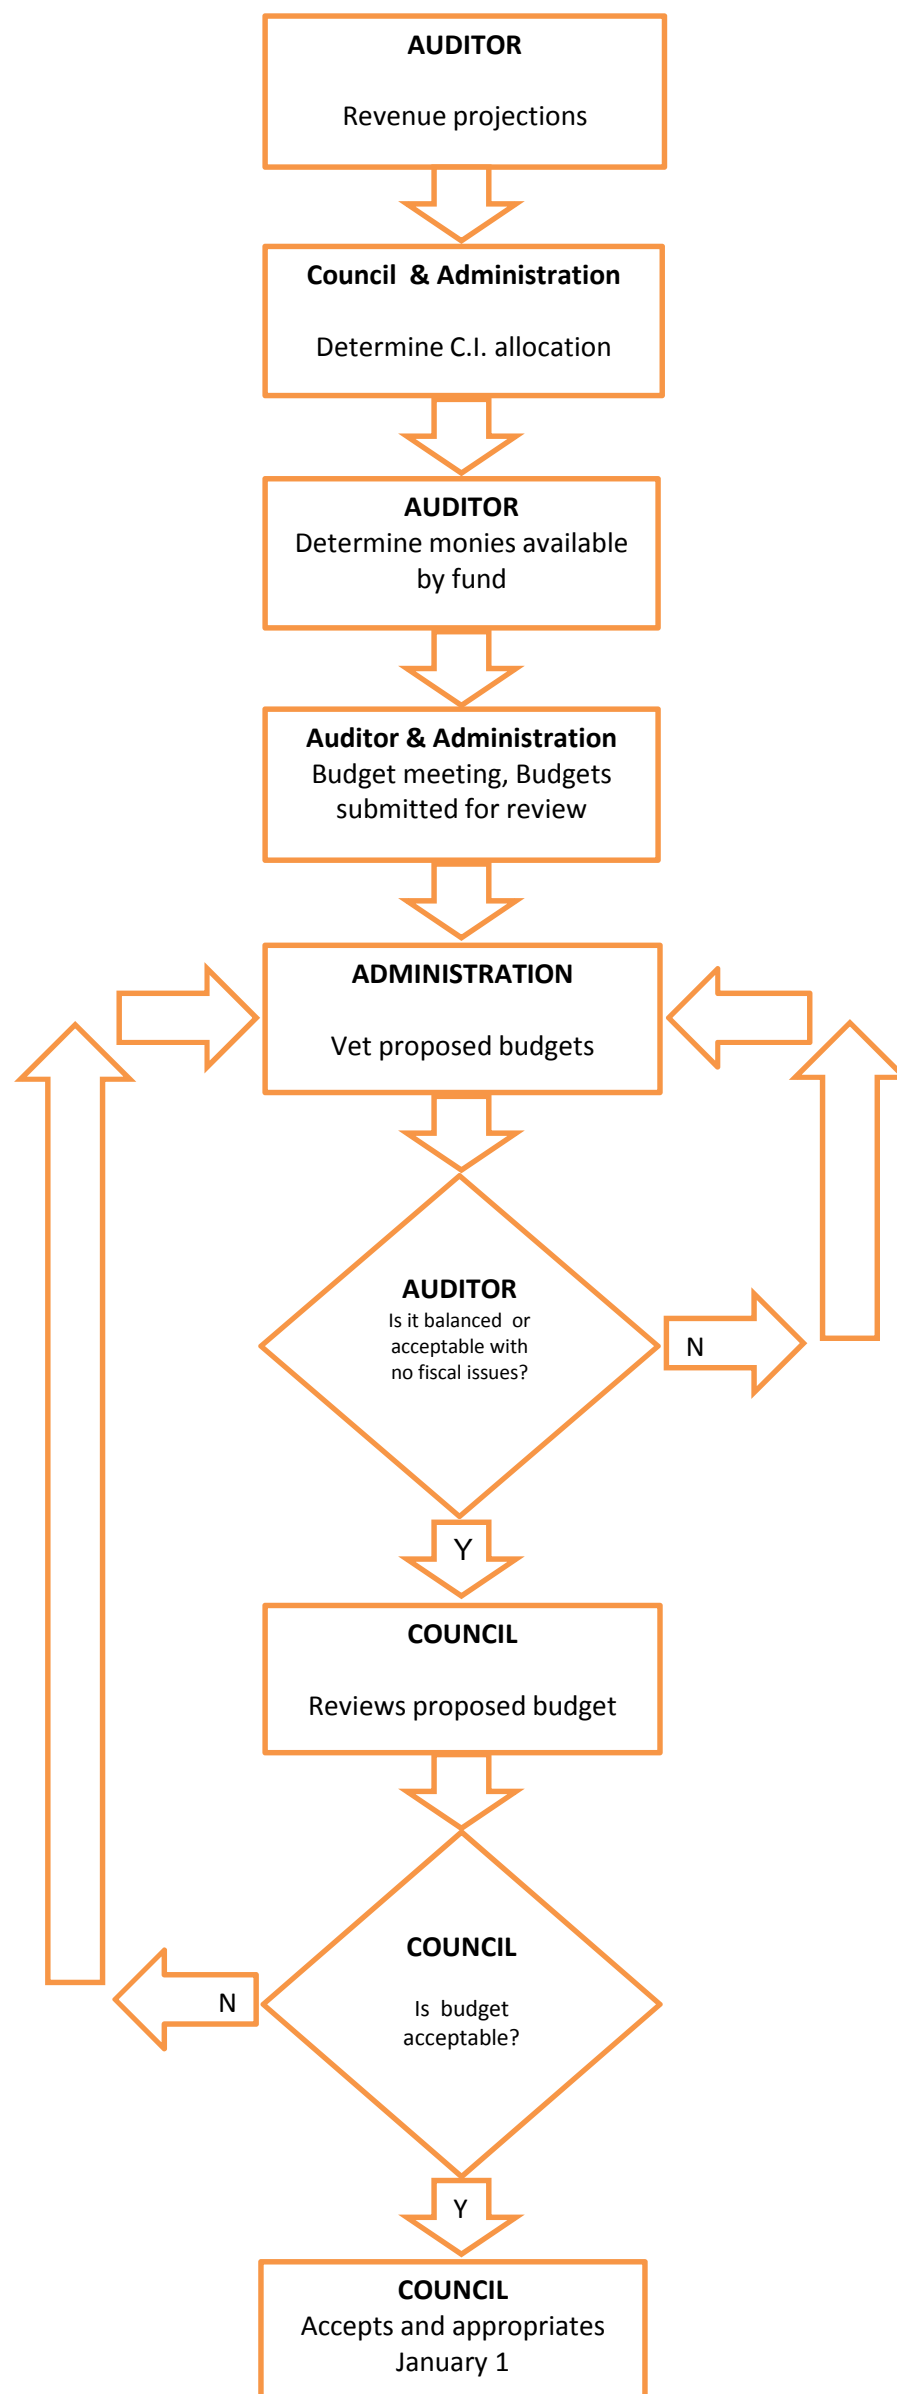 AUDITOR
Revenue projections
Council & Administration
Determine C.I. allocation
AUDITOR
Determine monies available
by fund
Auditor & Administration
Budget meeting, Budgets
submitted for review
ADMINISTRATION
Vet proposed budgets
AUDITOR
Is it balanced or
acceptable with
no fiscal issues?
N
Y
COUNCIL
Reviews proposed budget
COUNCIL
Is budget
acceptable?
N
Y
COUNCIL
Accepts and appropriates
January 1